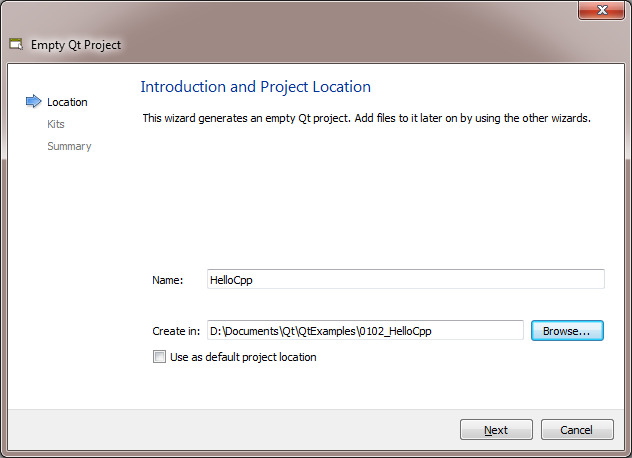 Empty Qt Project
Location
Kits
Summary
Introduction and Project Location
This wizard generates an empty Qt project. Add files to it later on by using the other wizards.
Name: HelloCpp
Create in: D:\Documents\Qt\QtExamples\0102_HelloCpp Browse...
Use as default project location
Next Cancel